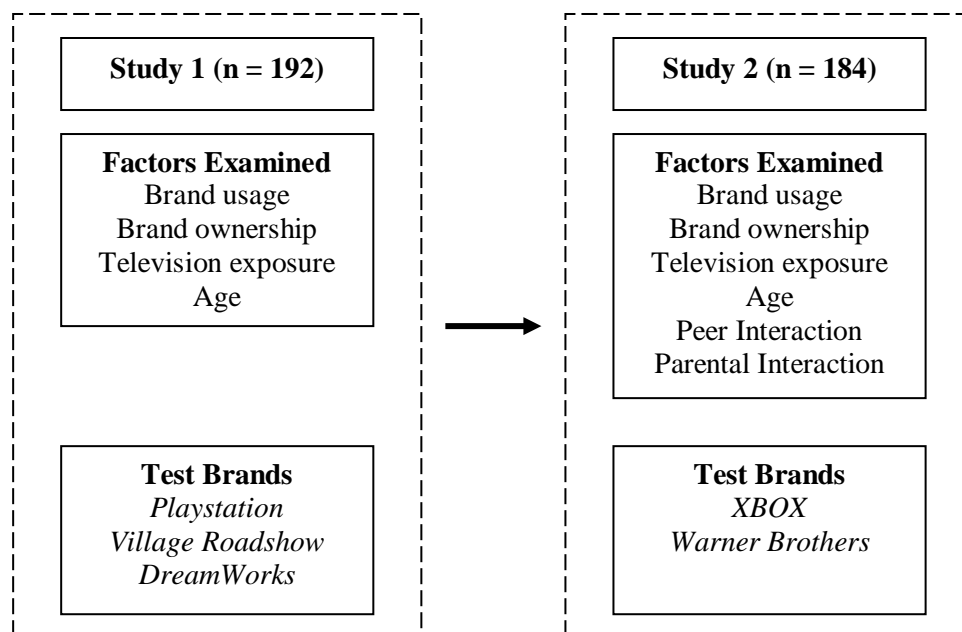 Study 1 (n = 192)
Factors Examined
Brand usage
Brand ownership
Television exposure
Age
Test Brands
Playstation
Village Roadshow
DreamWorks
Study 2 (n = 184)
Factors Examined
Brand usage
Brand ownership
Television exposure
Age
Peer Interaction
Parental Interaction
Test Brands
XBOX
Warner Brothers